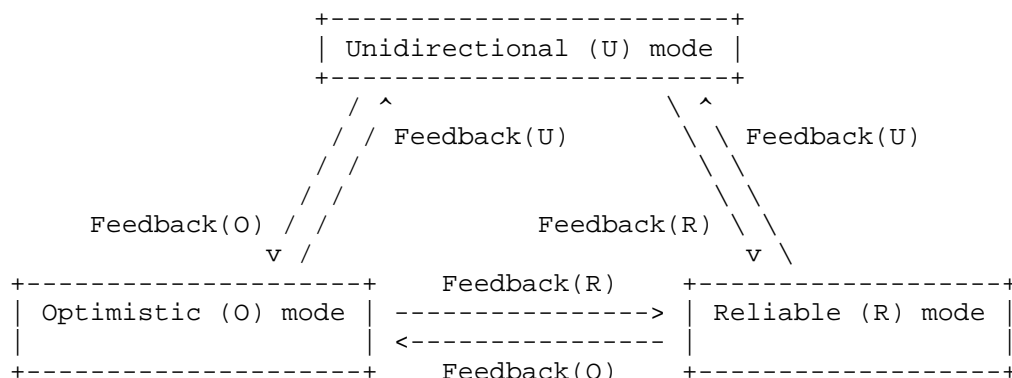 Unidirectional (U) mode
Feedback(U) Feedback(U)
Feedback(O) Feedback(R)
Feedback(R)
Optimistic (O) mode Reliable (R) mode
Feedback(O)